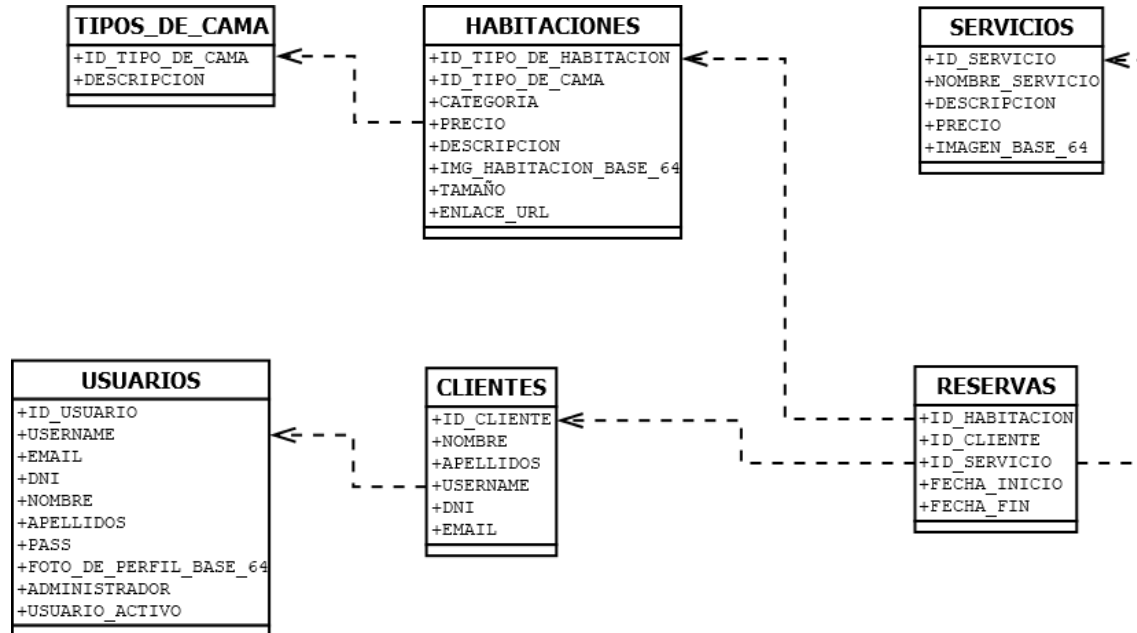 TIPOS_DE_CAMA
+ID_TIPO_DE_CAMA
+DESCRIPCION
HABITACIONES
+ID_TIPO_DE_HABITACION
+ID_TIPO_DE_CAMA
+CATEGORIA
+PRECIO
+DESCRIPCION
+IMG_HABITACION_BASE_64
+TAMAÑO
+ENLACE_URL
SERVICIOS
+ID_SERVICIO
+NOMBRE_SERVICIO
+DESCRIPCION
+PRECIO
+IMAGEN_BASE_64
USUARIOS
+ID_USUARIO
+USERNAME
+EMAIL
+DNI
+NOMBRE
+APELLIDOS
+PASS
+FOTO_DE_PERFIL_BASE_64
+ADMINISTRADOR
+USUARIO_ACTIVO
CLIENTES
+ID_CLIENTE
+NOMBRE
+APELLIDOS
+USERNAME
+DNI
+EMAIL
RESERVAS
+ID_HABITACION
+ID_CLIENTE
+ID_SERVICIO
+FECHA_INICIO
+FECHA_FIN